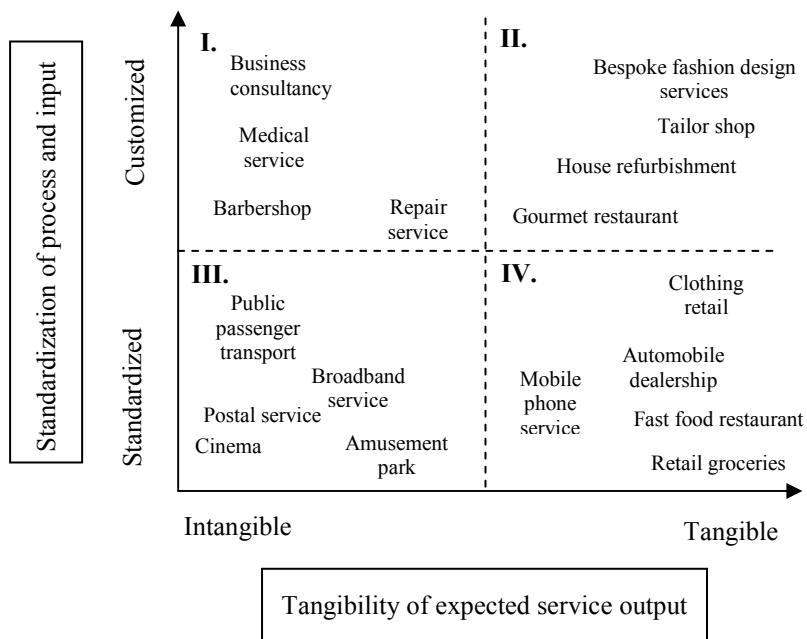 Standardization of process and input
Customized
Standardized
I.
Business
consultancy
Medical
service
Barbershop
Repair
service
II.
Bespoke fashion design
services
Tailor shop
House refurbishment
Gourmet restaurant
III.
Public
passenger
transport
Broadband
service
Postal service
Cinema
Amusement
park
IV.
Clothing
retail
Automobile
dealership
Mobile
phone
service
Fast food restaurant
Retail groceries
Intangible
Tangible
Tangibility of expected service output